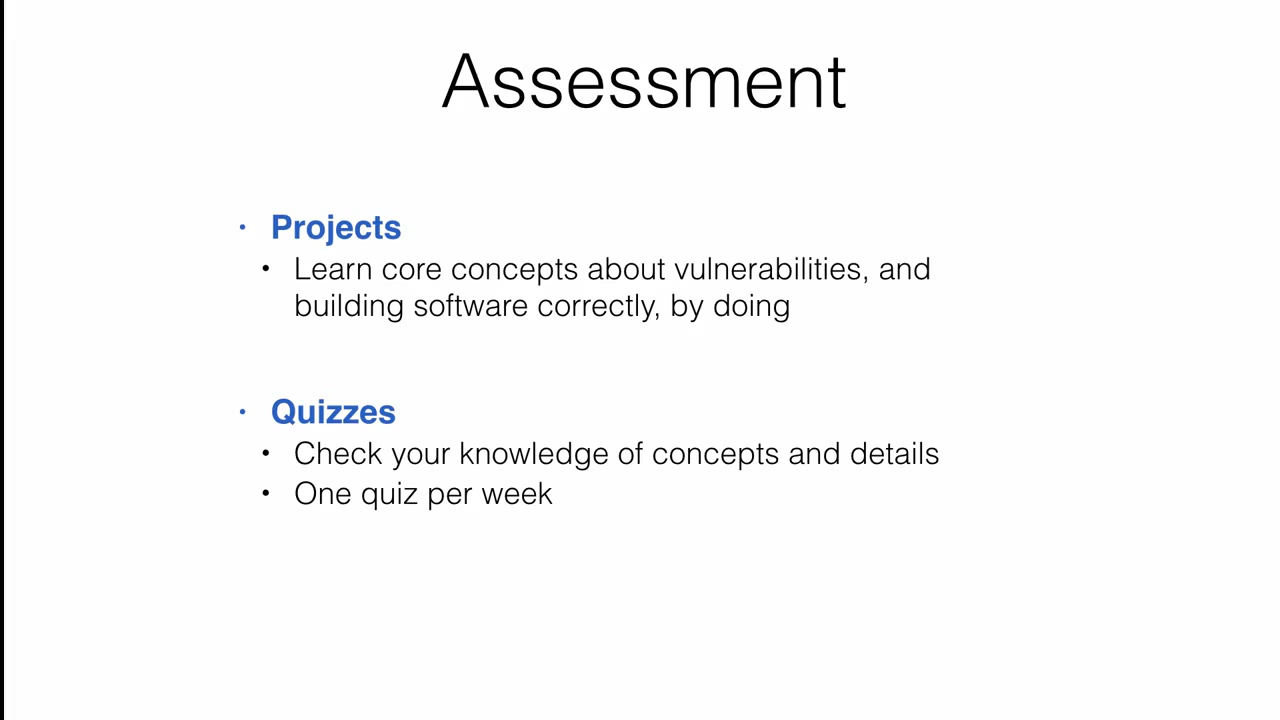 Assessment
• Projects
• Learn core concepts about vulnerabilities, and
building software correctly, by doing
• Quizzes
• Check your knowledge of concepts and details
• One quiz per week